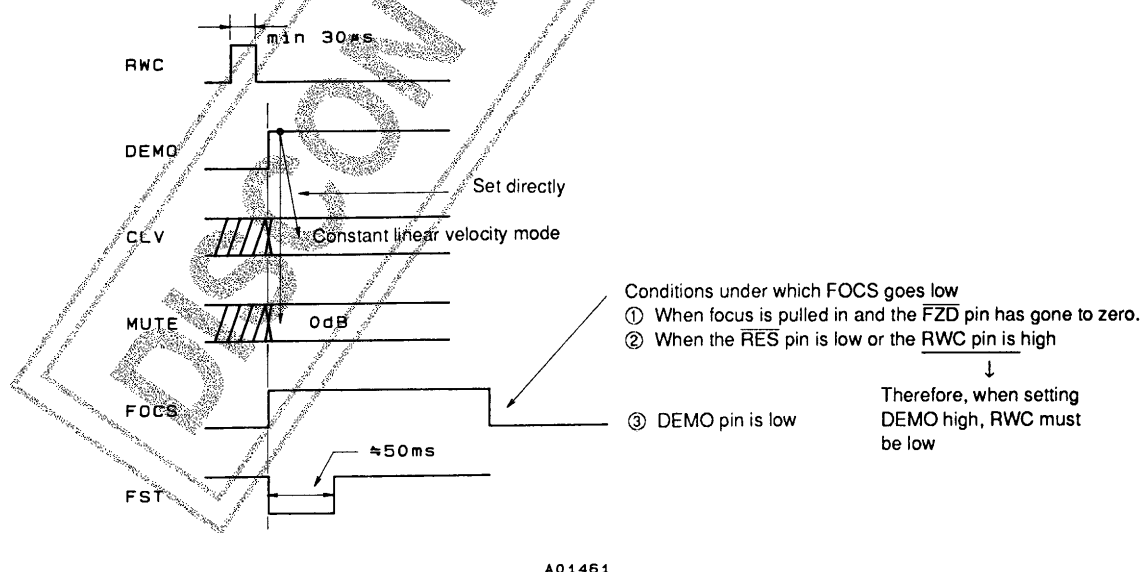 min 30µs
RWC
DEMO
Set directly
CLV
Constant linear velocity mode
MUTE
0dB
FOCS
≒50ms
FST
Conditions under which FOCS goes low
① When focus is pulled in and the FZD pin has gone to zero.
② When the RES pin is low or the RWC pin is high
↓
Therefore, when setting
DEMO high, RWC must
be low
③ DEMO pin is low
A01461